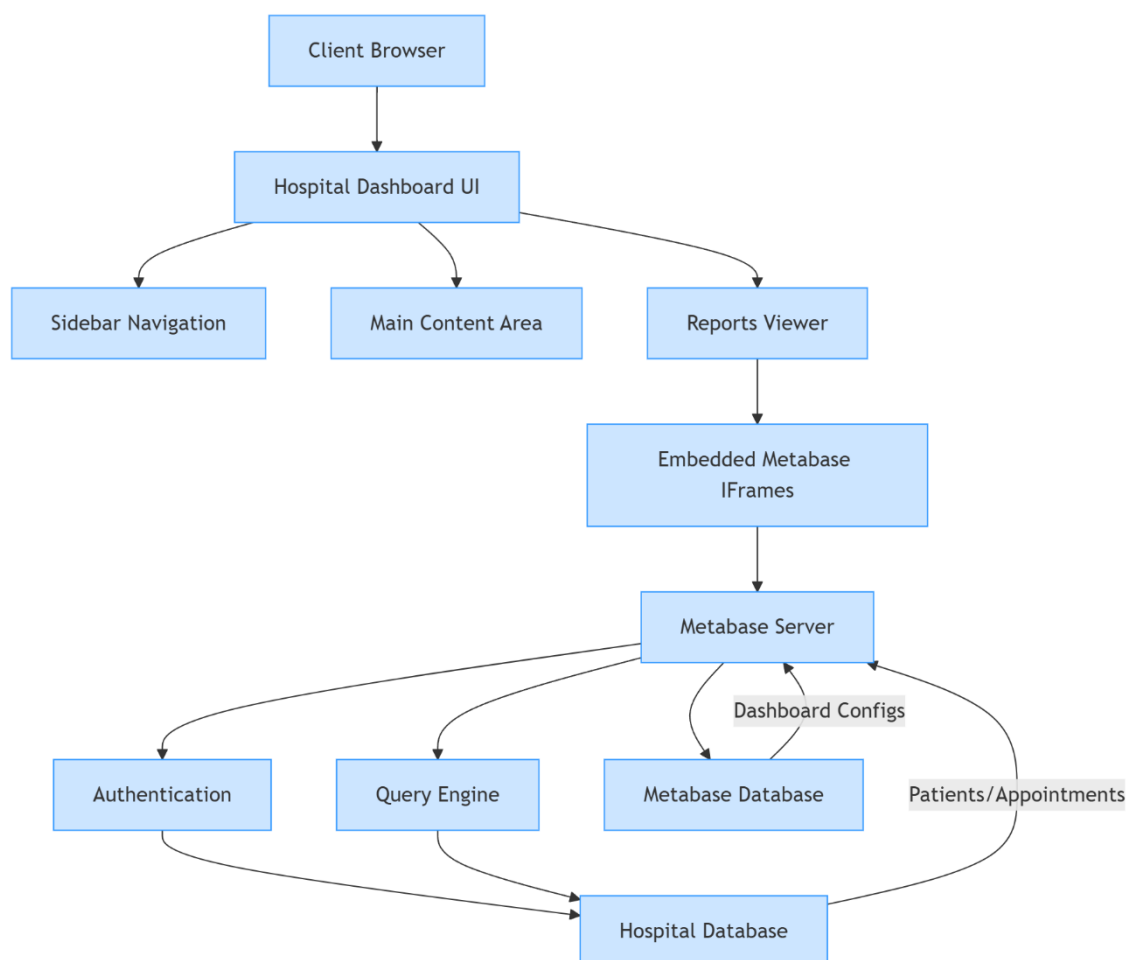 Client Browser
Hospital Dashboard UI
Sidebar Navigation
Main Content Area
Reports Viewer
Embedded Metabase
IFrames
Metabase Server
Dashboard Configs
Authentication
Query Engine
Metabase Database
Patients/Appointments
Hospital Database